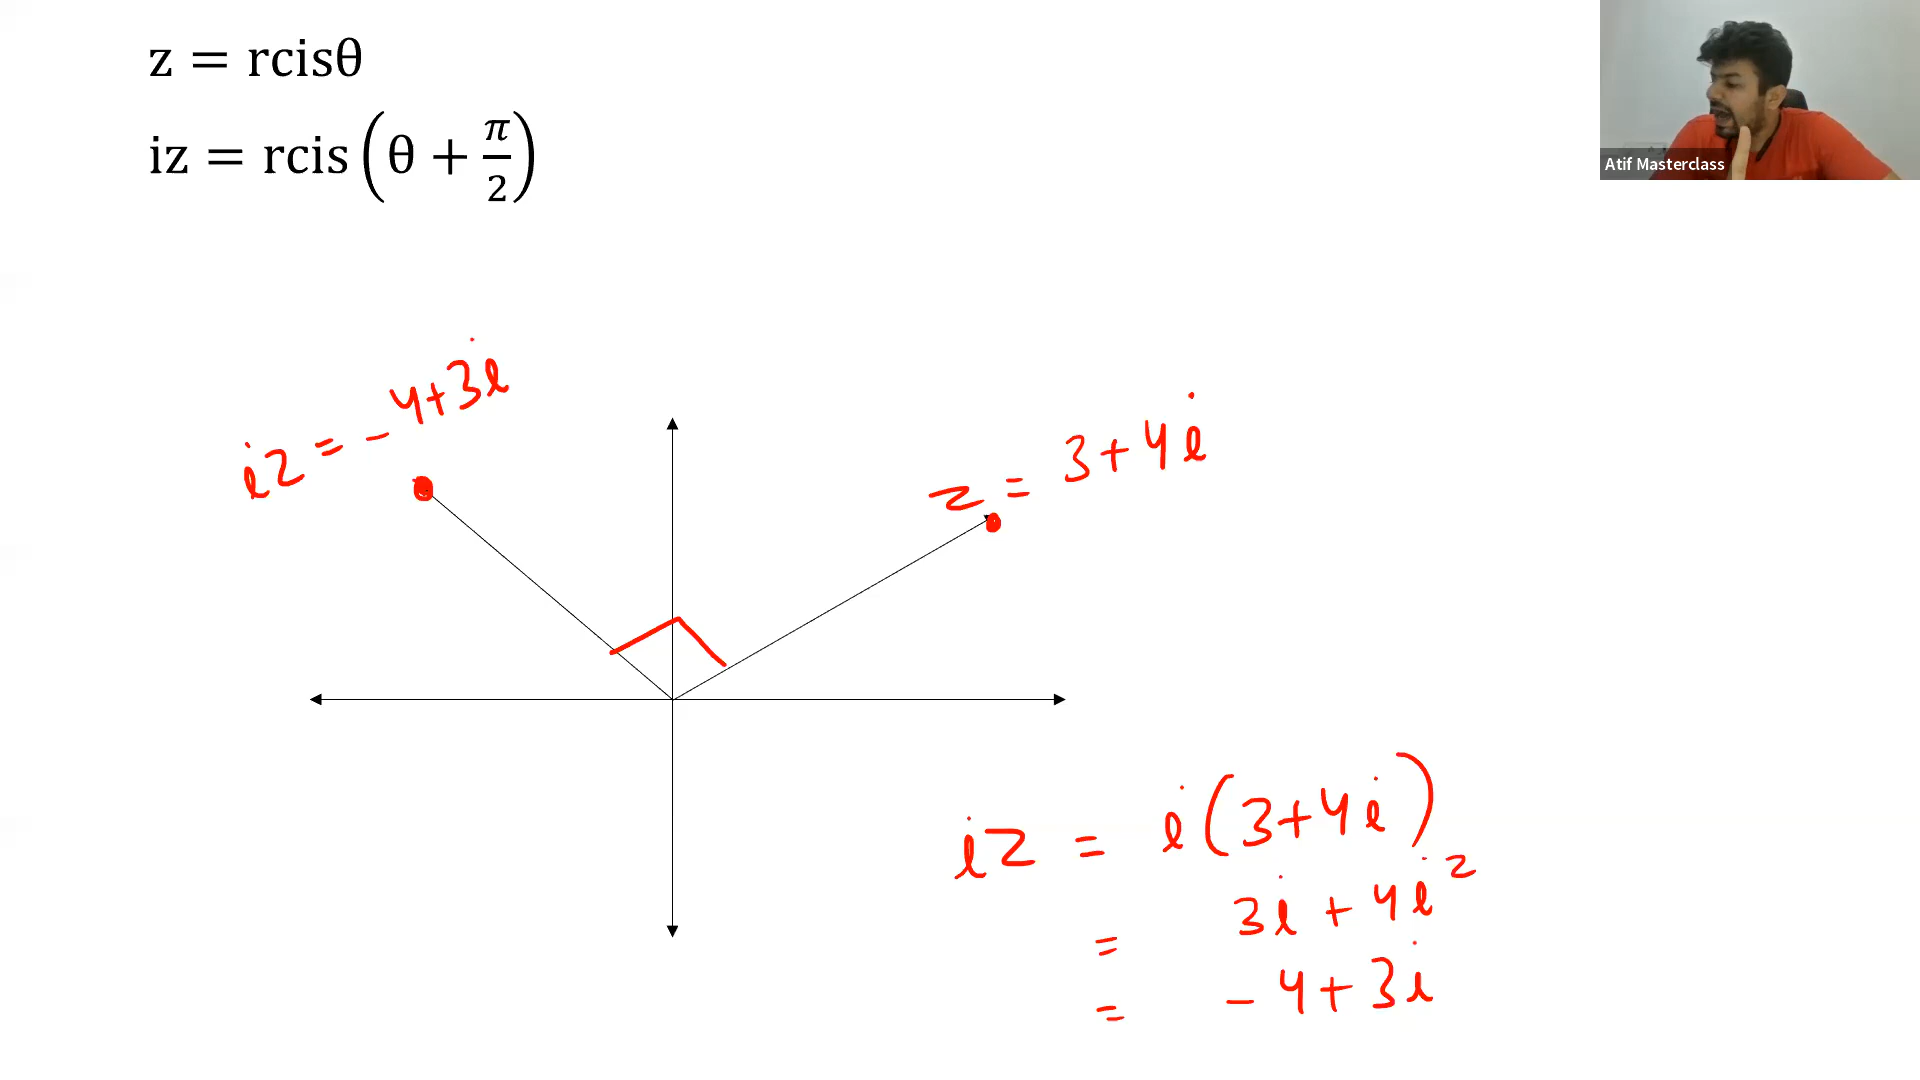 z = rcisθ
iz = rcis(θ + π/2)
Atif Masterclass
iz = -4+3i
z = 3+4i
iz = i(3+4i)
= 3i + 4i²
= -4+3i